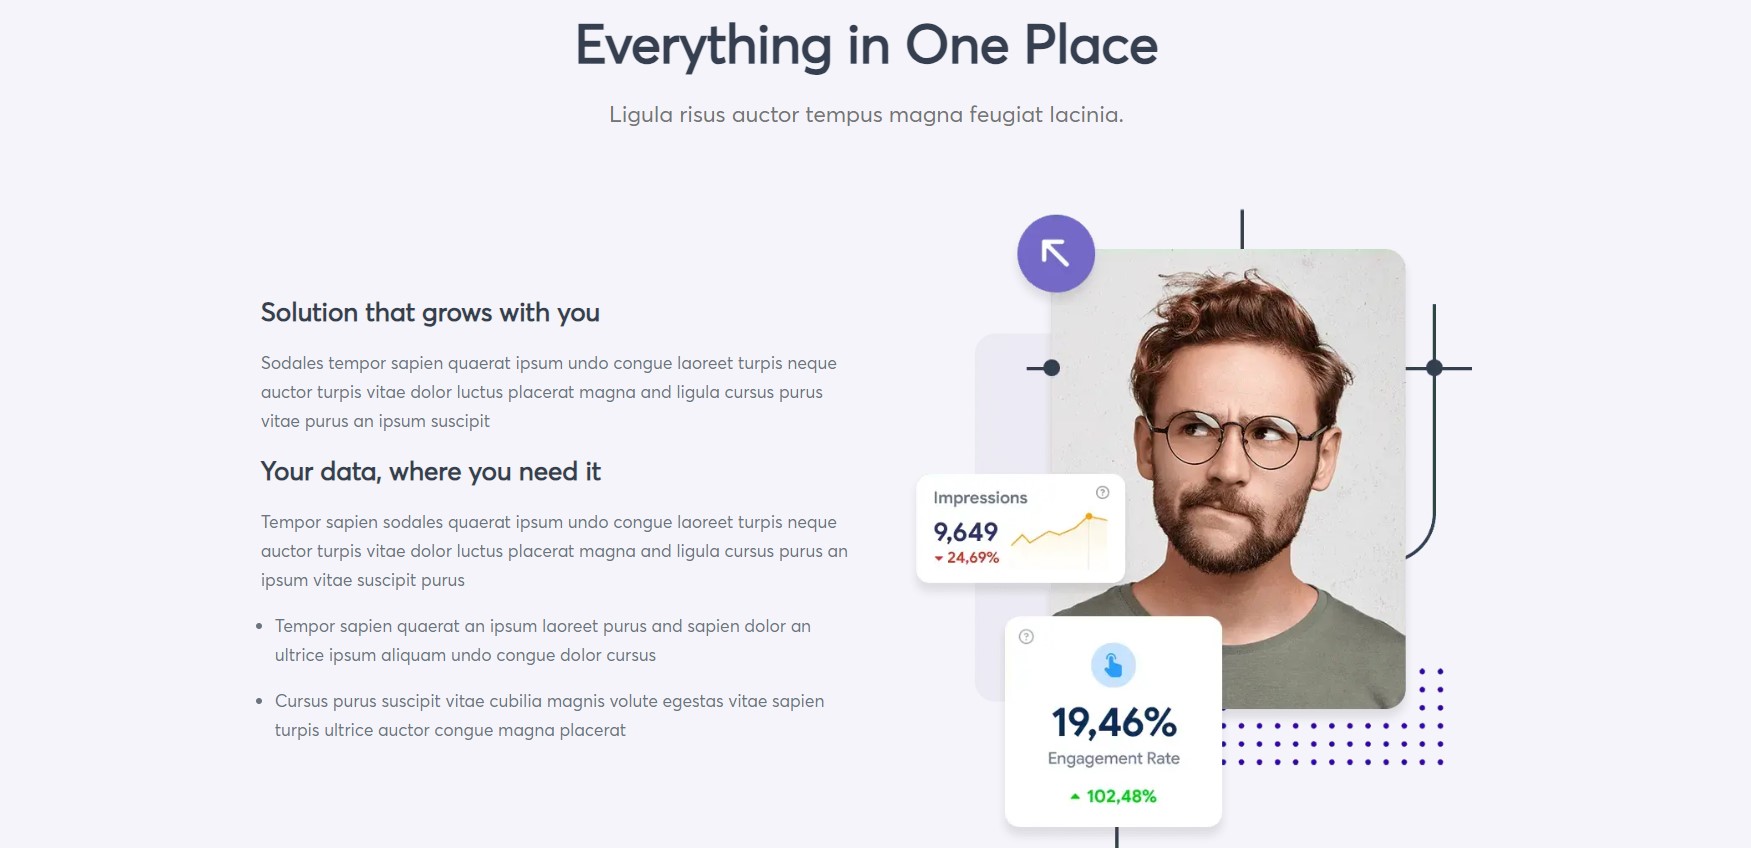 Everything in One Place
Ligula risus auctor tempus magna feugiat lacinia.
Solution that grows with you
Sodales tempor sapien quaerat ipsum undo congue laoreet turpis neque
auctor turpis vitae dolor luctus placerat magna and ligula cursus purus
vitae purus an ipsum suscipit
Your data, where you need it
Tempor sapien sodales quaerat ipsum undo congue laoreet turpis neque
auctor turpis vitae dolor luctus placerat magna and ligula cursus purus an
ipsum vitae suscipit purus
• Tempor sapien quaerat an ipsum laoreet purus and sapien dolor an
ultrice ipsum aliquam undo congue dolor cursus
• Cursus purus suscipit vitae cubilia magnis volute egestas vitae sapien
turpis ultrice auctor congue magna placerat
Impressions ?
9,649
24,69%
?
19,46%
Engagement Rate
102,48%